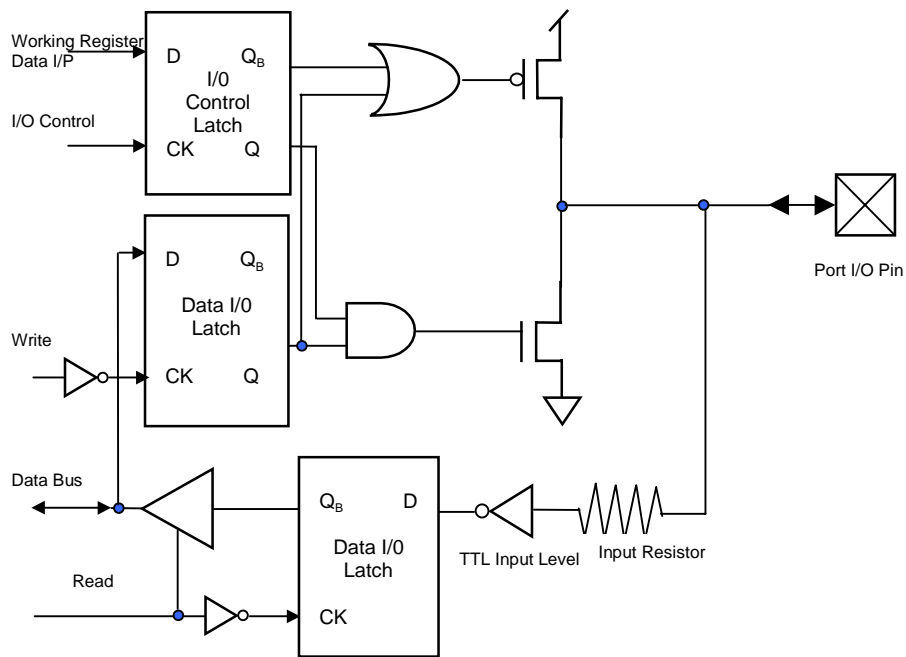 Working Register
Data I/P
D
Q_B
I/0
Control
Latch
I/O Control
CK
Q
D
Q_B
Data I/0
Latch
Write
CK
Q
Port I/O Pin
Data Bus
Q_B
D
Data I/0
Latch
TTL Input Level
Input Resistor
Read
CK